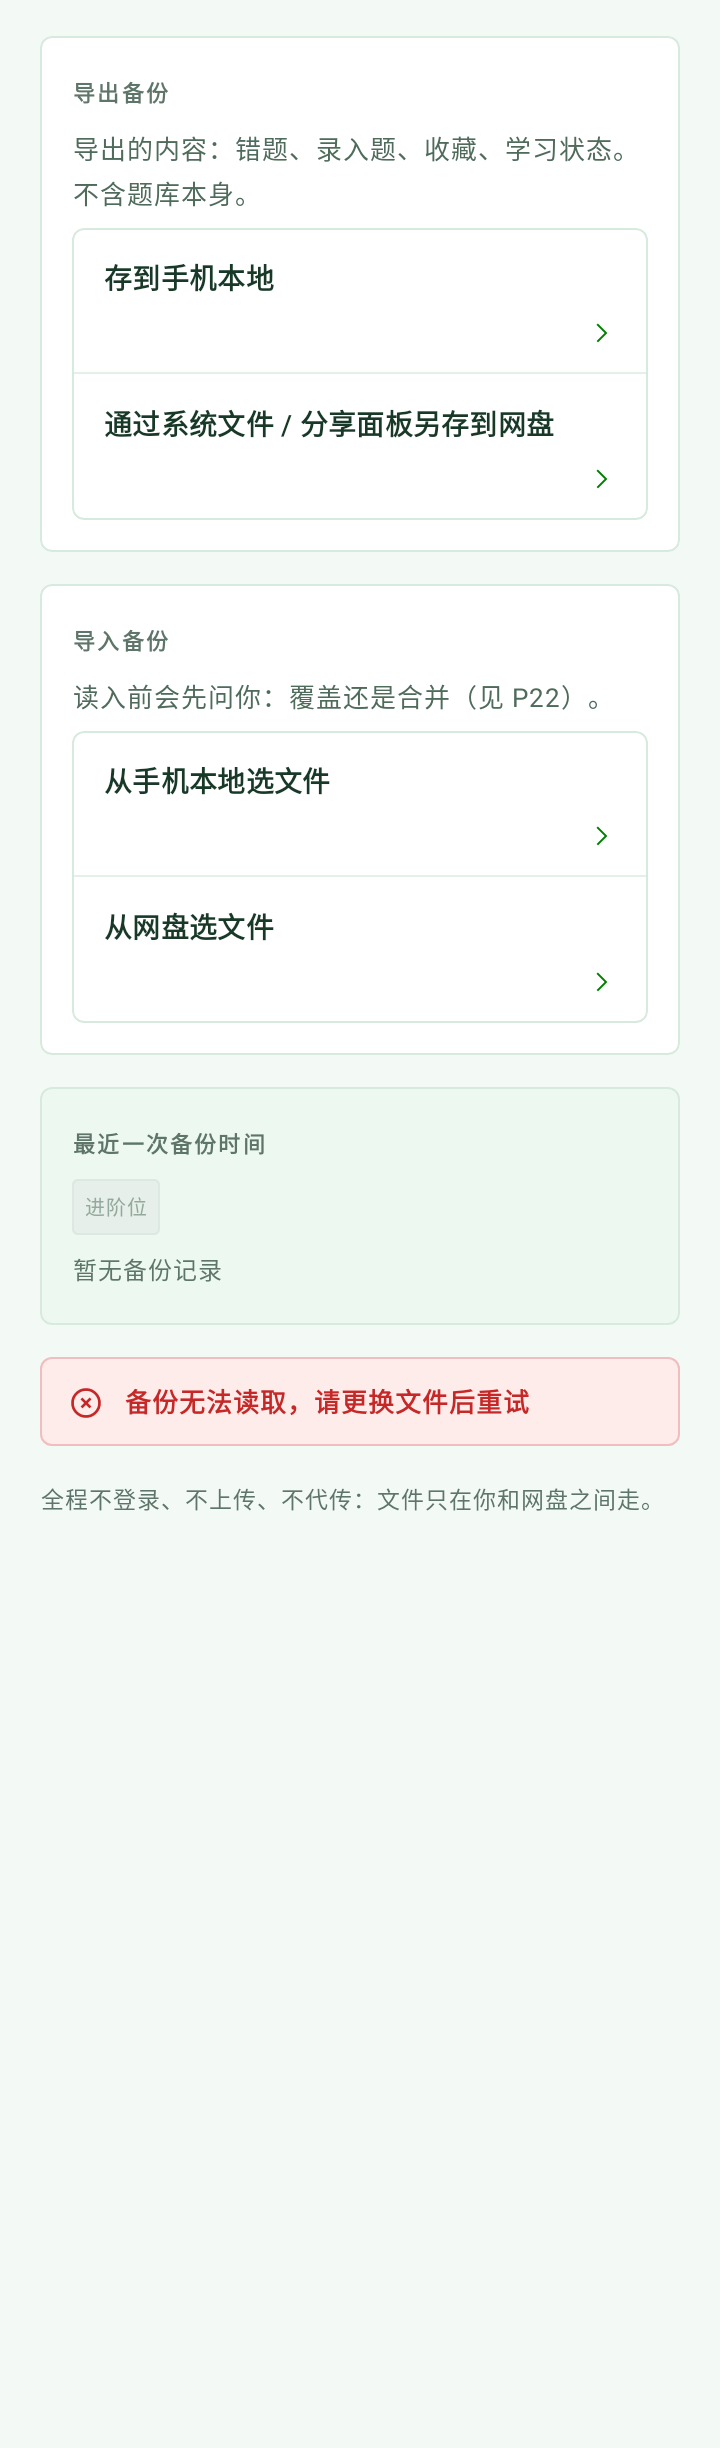 导出备份
导出的内容：错题、录入题、收藏、学习状态。
不含题库本身。
存到手机本地
通过系统文件 / 分享面板另存到网盘
导入备份
读入前会先问你：覆盖还是合并（见 P22）。
从手机本地选文件
从网盘选文件
最近一次备份时间
进阶位
暂无备份记录
备份无法读取，请更换文件后重试
全程不登录、不上传、不代传：文件只在你和网盘之间走。